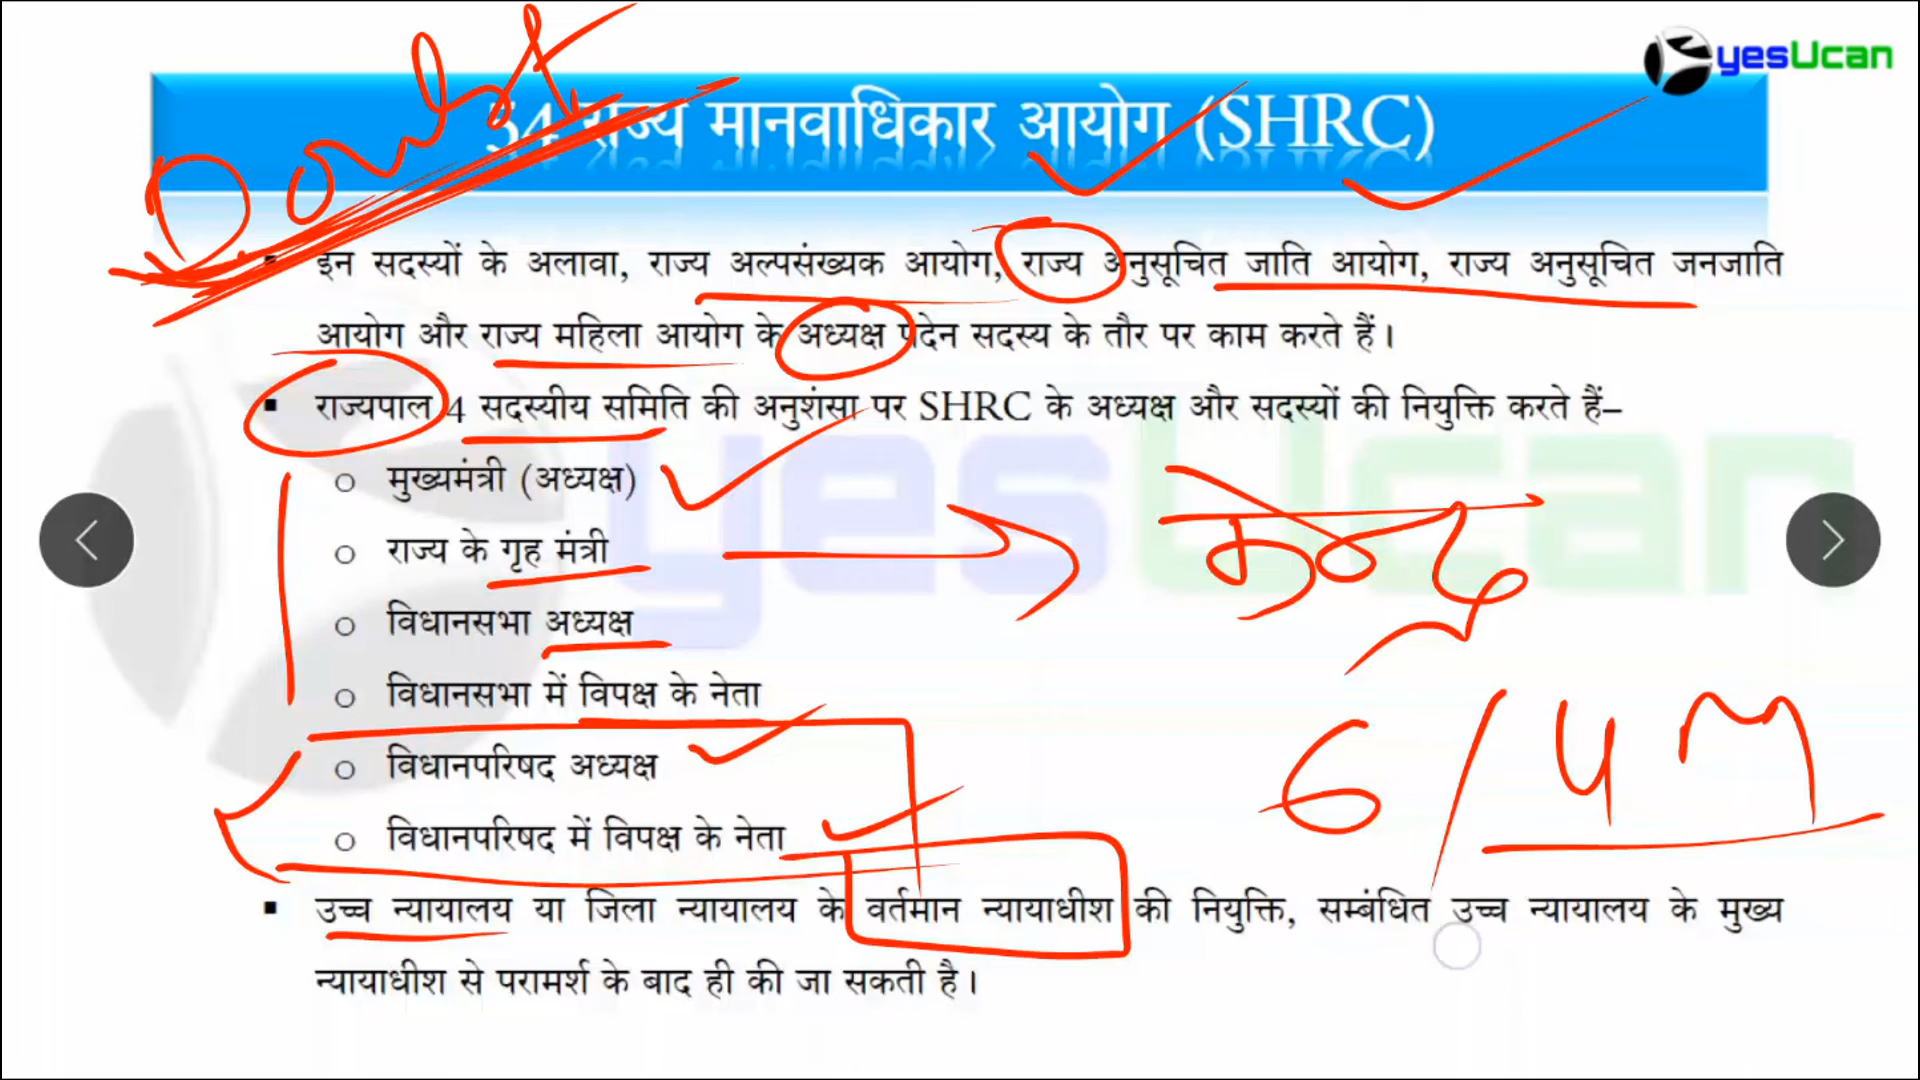 yesUcan
Doubt
54 राज्य मानवाधिकार आयोग (SHRC)
इन सदस्यों के अलावा, राज्य अल्पसंख्यक आयोग, राज्य अनुसूचित जाति आयोग, राज्य अनुसूचित जनजाति
आयोग और राज्य महिला आयोग के अध्यक्ष पदेन सदस्य के तौर पर काम करते हैं।
राज्यपाल 4 सदस्यीय समिति की अनुशंसा पर SHRC के अध्यक्ष और सदस्यों की नियुक्ति करते हैं–
मुख्यमंत्री (अध्यक्ष)
राज्य के गृह मंत्री
विधानसभा अध्यक्ष
विधानसभा में विपक्ष के नेता
विधानपरिषद अध्यक्ष
विधानपरिषद में विपक्ष के नेता
6/4 M
उच्च न्यायालय या जिला न्यायालय के वर्तमान न्यायाधीश की नियुक्ति, सम्बंधित उच्च न्यायालय के मुख्य
न्यायाधीश से परामर्श के बाद ही की जा सकती है।
yesUcan